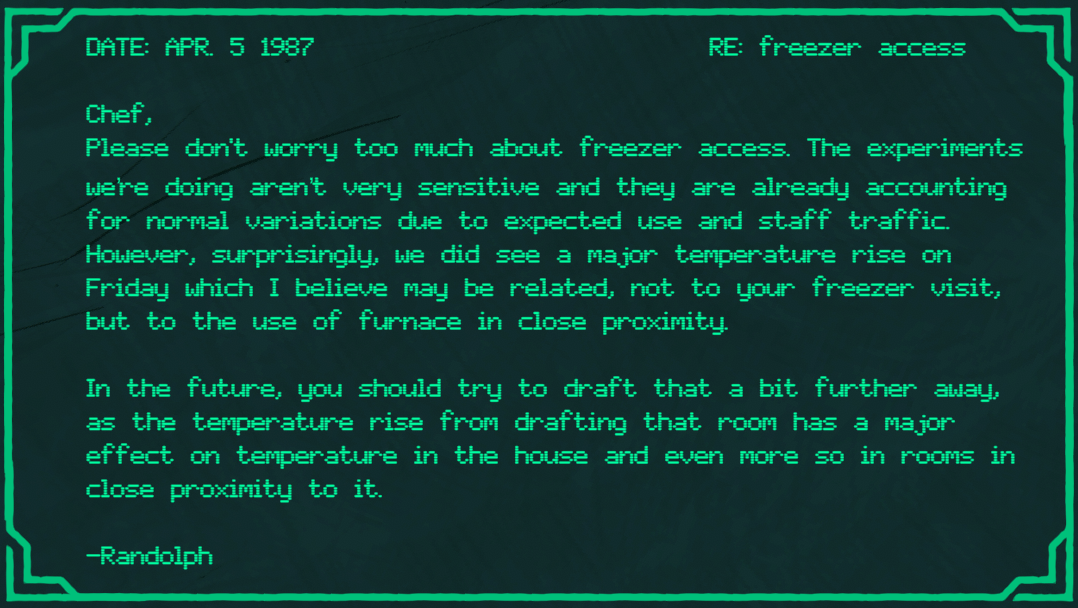 DATE: APR. 5 1987
RE: freezer access
Chef,
Please don't worry too much about freezer access. The experiments
we're doing aren't very sensitive and they are already accounting
for normal variations due to expected use and staff traffic.
However, surprisingly, we did see a major temperature rise on
Friday which I believe may be related, not to your freezer visit,
but to the use of furnace in close proximity.
In the future, you should try to draft that a bit further away,
as the temperature rise from drafting that room has a major
effect on temperature in the house and even more so in rooms in
close proximity to it.
-Randolph